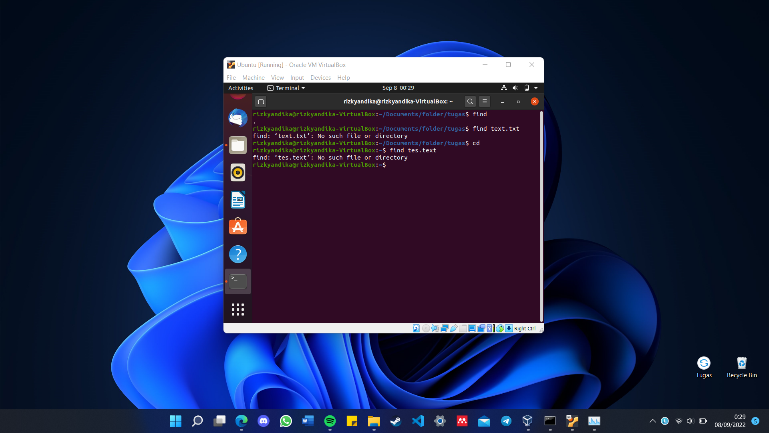 Ubuntu [Running] - Oracle VM VirtualBox
File Machine View Input Devices Help
Activities Terminal Sep 8 00:29
rizkyandika@rizkyandika-VirtualBox: ~
rizkyandika@rizkyandika-VirtualBox:~/Documents/folder/tugas$ find
.
rizkyandika@rizkyandika-VirtualBox:~/Documents/folder/tugas$ find text.txt
find: ‘text.txt’: No such file or directory
rizkyandika@rizkyandika-VirtualBox:~/Documents/folder/tugas$ cd
rizkyandika@rizkyandika-VirtualBox:~$ find tes.text
find: ‘tes.text’: No such file or directory
rizkyandika@rizkyandika-VirtualBox:~$
Right Ctrl
Tugas Recycle Bin
0:29
08/09/2022